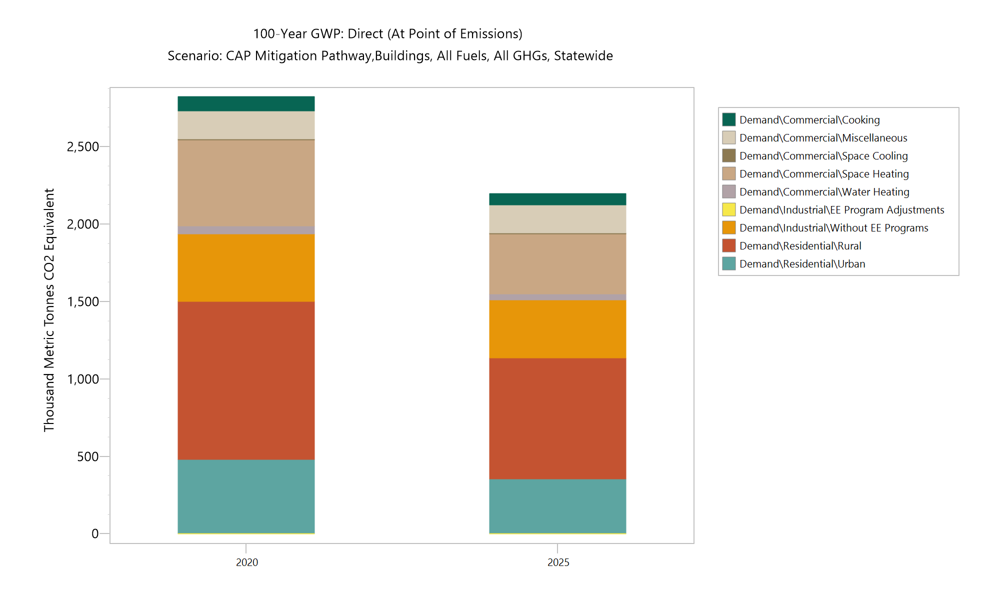 100-Year GWP: Direct (At Point of Emissions)
Scenario: CAP Mitigation Pathway,Buildings, All Fuels, All GHGs, Statewide
Thousand Metric Tonnes CO2 Equivalent
2,500
2,000
1,500
1,000
500
0
2020
2025
Demand\Commercial\Cooking
Demand\Commercial\Miscellaneous
Demand\Commercial\Space Cooling
Demand\Commercial\Space Heating
Demand\Commercial\Water Heating
Demand\Industrial\EE Program Adjustments
Demand\Industrial\Without EE Programs
Demand\Residential\Rural
Demand\Residential\Urban